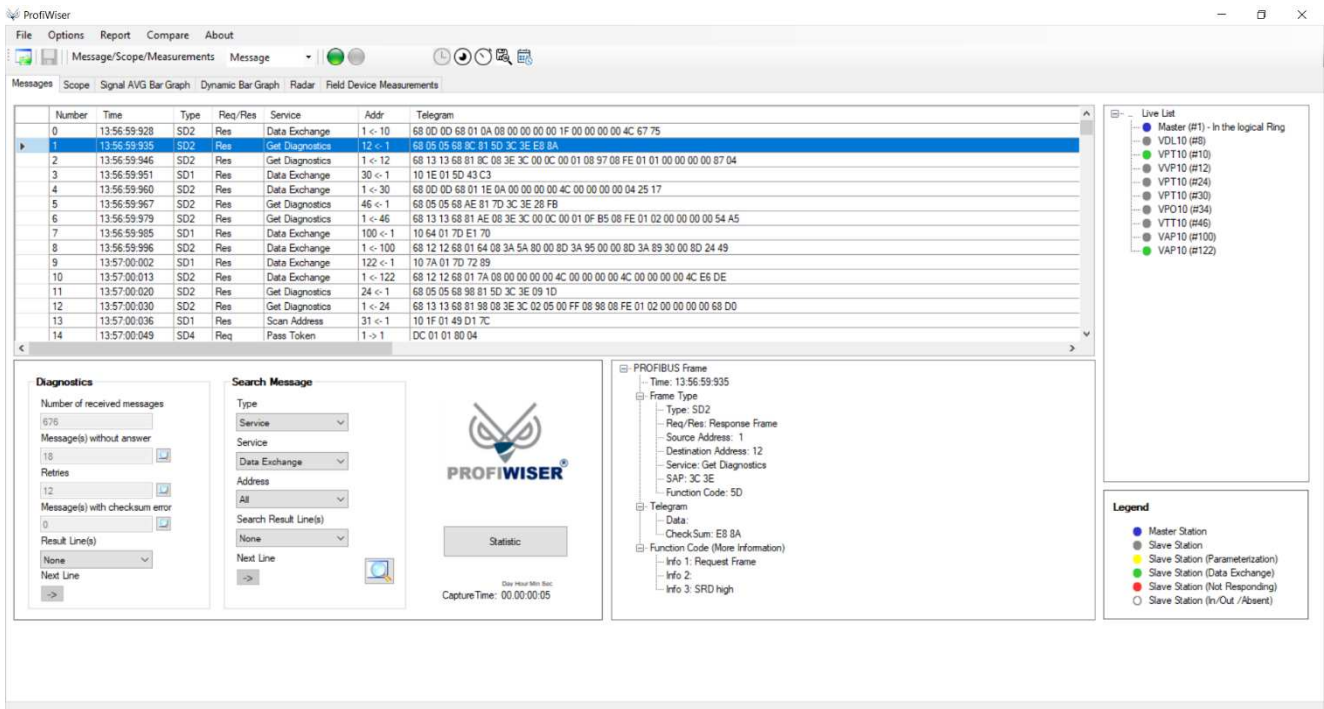 ProfiWiser
File Options Report Compare About
Message/Scope/Measurements Message
Messages Scope Signal AVG Bar Graph Dynamic Bar Graph Radar Field Device Measurements
Number Time Type Req/Res Service Addr Telegram
0 13:56:59:928 SD2 Res Data Exchange 1 <- 10 68 0D 0D 68 01 0A 08 00 00 00 00 1F 00 00 00 00 4C 67 75
1 13:56:59:935 SD2 Res Get Diagnostics 12 <- 1 68 05 05 68 8C 81 5D 3C 3E E8 8A
2 13:56:59:946 SD2 Res Get Diagnostics 1 <- 12 68 13 13 68 81 8C 08 3E 3C 00 0C 00 01 08 97 08 FE 01 01 00 00 00 00 87 04
3 13:56:59:951 SD1 Res Data Exchange 30 <- 1 10 1E 01 5D 43 C3
4 13:56:59:960 SD2 Res Data Exchange 1 <- 30 68 0D 0D 68 01 1E 0A 00 00 00 00 4C 00 00 00 00 04 25 17
5 13:56:59:967 SD2 Res Get Diagnostics 46 <- 1 68 05 05 68 AE 81 7D 3C 3E 28 FB
6 13:56:59:979 SD2 Res Get Diagnostics 1 <- 46 68 13 13 68 81 AE 08 3E 3C 00 0C 00 01 0F B5 08 FE 01 02 00 00 00 00 54 A5
7 13:56:59:985 SD1 Res Data Exchange 100 <- 1 10 64 01 7D E1 70
8 13:56:59:996 SD2 Res Data Exchange 1 <- 100 68 12 12 68 01 64 08 3A 5A 80 00 8D 3A 95 00 00 8D 3A 89 30 00 8D 24 49
9 13:57:00:002 SD1 Res Data Exchange 122 <- 1 10 7A 01 7D 72 89
10 13:57:00:013 SD2 Res Data Exchange 1 <- 122 68 12 12 68 01 7A 08 00 00 00 00 4C 00 00 00 00 4C 00 00 00 00 4C E6 DE
11 13:57:00:020 SD2 Res Get Diagnostics 24 <- 1 68 05 05 68 98 81 5D 3C 3E 09 1D
12 13:57:00:030 SD2 Res Get Diagnostics 1 <- 24 68 13 13 68 81 98 08 3E 3C 02 05 00 FF 08 98 08 FE 01 02 00 00 00 00 68 D0
13 13:57:00:036 SD1 Res Scan Address 31 <- 1 10 1F 01 49 D1 7C
14 13:57:00:049 SD4 Req Pass Token 1 -> 1 DC 01 01 80 04
Live List
Master (#1) - In the logical Ring
VDL10 (#8)
VPT10 (#10)
VVP10 (#12)
VPT10 (#24)
VPT10 (#30)
VPO10 (#34)
VTT10 (#46)
VAP10 (#100)
VAP10 (#122)
Diagnostics
Number of received messages
676
Message(s) without answer
18
Retries
12
Message(s) with checksum error
0
Result Line(s)
None
Next Line
->
Search Message
Type
Service
Service
Data Exchange
Address
All
Search Result Line(s)
None
Next Line
->
PROFIWISER®
Statistic
Day Hour Min Sec
CaptureTime: 00.00:00:05
PROFIBUS Frame
Time: 13:56:59:935
Frame Type
Type: SD2
Req/Res: Response Frame
Source Address: 1
Destination Address: 12
Service: Get Diagnostics
SAP: 3C 3E
Function Code: 5D
Telegram
Data:
CheckSum: E8 8A
Function Code (More Information)
Info 1: Request Frame
Info 2:
Info 3: SRD high
Legend
Master Station
Slave Station
Slave Station (Parameterization)
Slave Station (Data Exchange)
Slave Station (Not Responding)
Slave Station (In/Out /Absent)